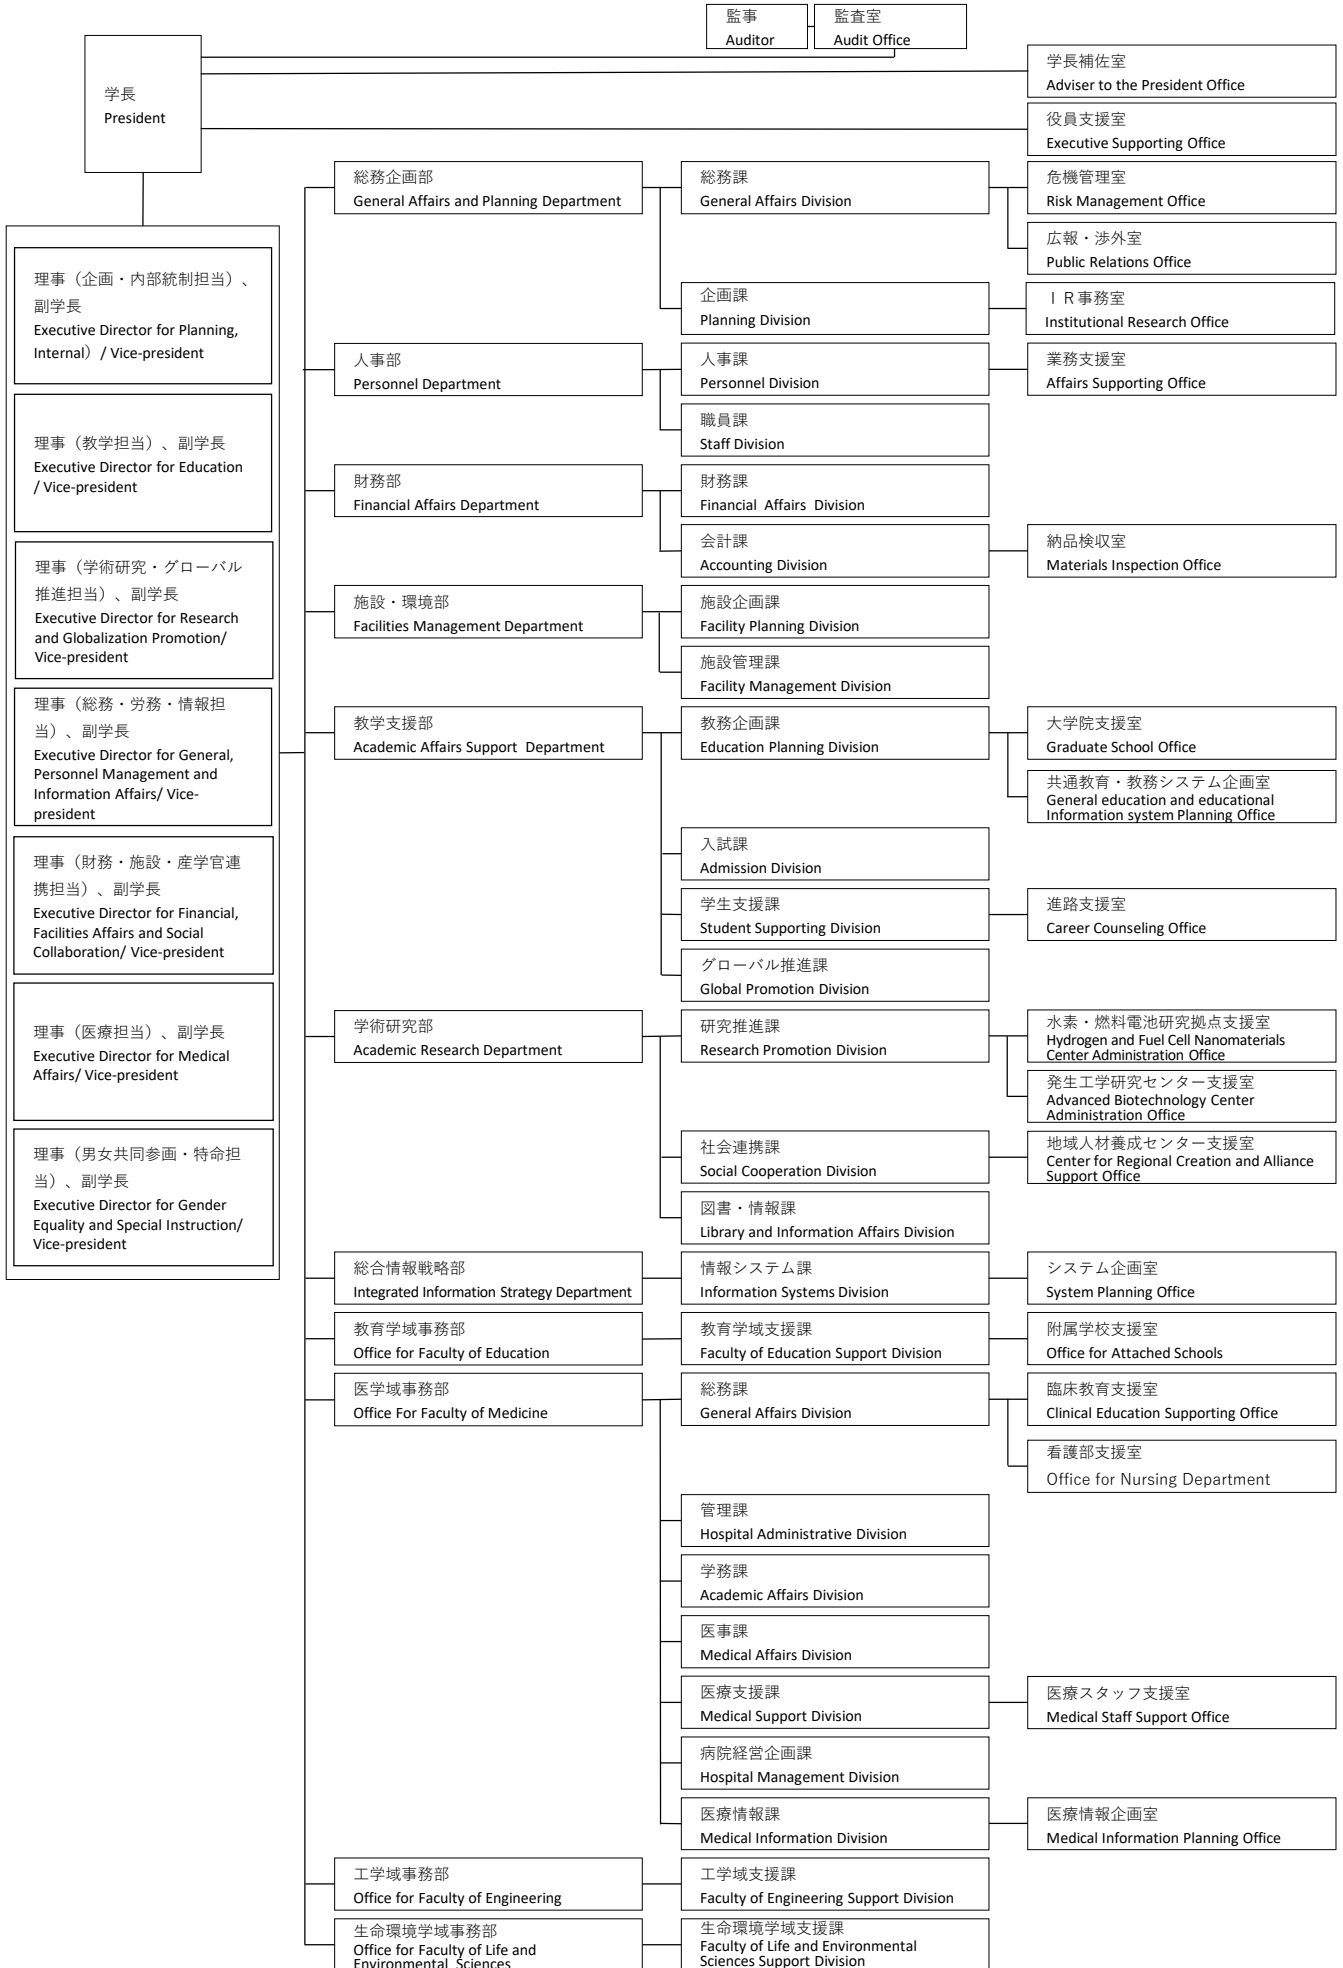 監事
Auditor
監査室
Audit Office
学長
President
学長補佐室
Adviser to the President Office
役員支援室
Executive Supporting Office
理事（企画・内部統制担当）、
副学長
Executive Director for Planning,
Internal）/ Vice-president
理事（教学担当）、副学長
Executive Director for Education
/ Vice-president
理事（学術研究・グローバル
推進担当）、副学長
Executive Director for Research
and Globalization Promotion/
Vice-president
理事（総務・労務・情報担
当）、副学長
Executive Director for General,
Personnel Management and
Information Affairs/ Vice-
president
理事（財務・施設・産学官連
携担当）、副学長
Executive Director for Financial,
Facilities Affairs and Social
Collaboration/ Vice-president
理事（医療担当）、副学長
Executive Director for Medical
Affairs/ Vice-president
理事（男女共同参画・特命担
当）、副学長
Executive Director for Gender
Equality and Special Instruction/
Vice-president
総務企画部
General Affairs and Planning Department
総務課
General Affairs Division
危機管理室
Risk Management Office
広報・渉外室
Public Relations Office
企画課
Planning Division
ＩＲ事務室
Institutional Research Office
人事部
Personnel Department
人事課
Personnel Division
業務支援室
Affairs Supporting Office
職員課
Staff Division
財務部
Financial Affairs Department
財務課
Financial Affairs Division
会計課
Accounting Division
納品検収室
Materials Inspection Office
施設・環境部
Facilities Management Department
施設企画課
Facility Planning Division
施設管理課
Facility Management Division
教学支援部
Academic Affairs Support Department
教務企画課
Education Planning Division
大学院支援室
Graduate School Office
共通教育・教務システム企画室
General education and educational
Information system Planning Office
入試課
Admission Division
学生支援課
Student Supporting Division
進路支援室
Career Counseling Office
グローバル推進課
Global Promotion Division
学術研究部
Academic Research Department
研究推進課
Research Promotion Division
水素・燃料電池研究拠点支援室
Hydrogen and Fuel Cell Nanomaterials
Center Administration Office
発生工学研究センター支援室
Advanced Biotechnology Center
Administration Office
社会連携課
Social Cooperation Division
地域人材養成センター支援室
Center for Regional Creation and Alliance
Support Office
図書・情報課
Library and Information Affairs Division
総合情報戦略部
Integrated Information Strategy Department
情報システム課
Information Systems Division
システム企画室
System Planning Office
教育学域事務部
Office for Faculty of Education
教育学域支援課
Faculty of Education Support Division
附属学校支援室
Office for Attached Schools
医学域事務部
Office For Faculty of Medicine
総務課
General Affairs Division
臨床教育支援室
Clinical Education Supporting Office
看護部支援室
Office for Nursing Department
管理課
Hospital Administrative Division
学務課
Academic Affairs Division
医事課
Medical Affairs Division
医療支援課
Medical Support Division
医療スタッフ支援室
Medical Staff Support Office
病院経営企画課
Hospital Management Division
医療情報課
Medical Information Division
医療情報企画室
Medical Information Planning Office
工学域事務部
Office for Faculty of Engineering
工学域支援課
Faculty of Engineering Support Division
生命環境学域事務部
Office for Faculty of Life and
Environmental Sciences
生命環境学域支援課
Faculty of Life and Environmental
Sciences Support Division